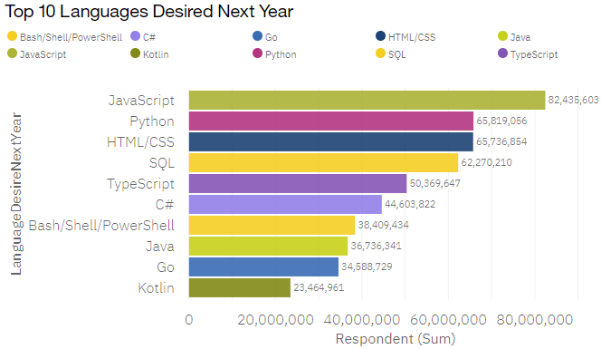 Top 10 Languages Desired Next Year
Bash/Shell/PowerShell C# Go HTML/CSS Java
JavaScript Kotlin Python SQL TypeScript
LanguageDesireNextYear
JavaScript 82,435,603
Python 65,819,056
HTML/CSS 65,736,854
SQL 62,270,210
TypeScript 50,369,647
C# 44,603,822
Bash/Shell/PowerShell 38,409,434
Java 36,736,341
Go 34,588,729
Kotlin 23,464,961
0 20,000,000 40,000,000 60,000,000 80,000,000
Respondent (Sum)